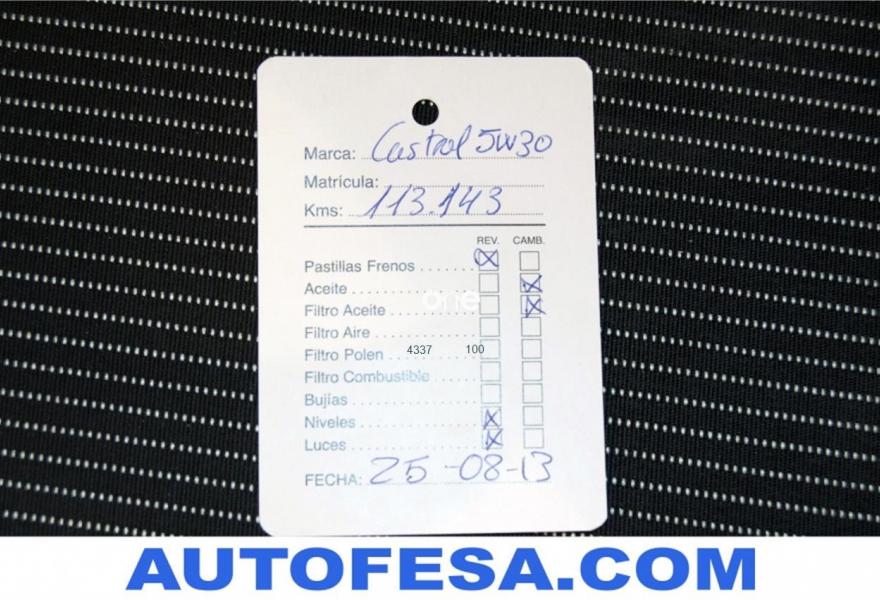 Marca: Castrol 5W30
Matrícula:
Kms: 113.143
REV. CAMB.
Pastillas Frenos
Aceite
Filtro Aceite
one
Filtro Aire
Filtro Polen 4337 100
Filtro Combustible
Bujías
Niveles
Luces
FECHA: 25-08-13
AUTOFESA.COM